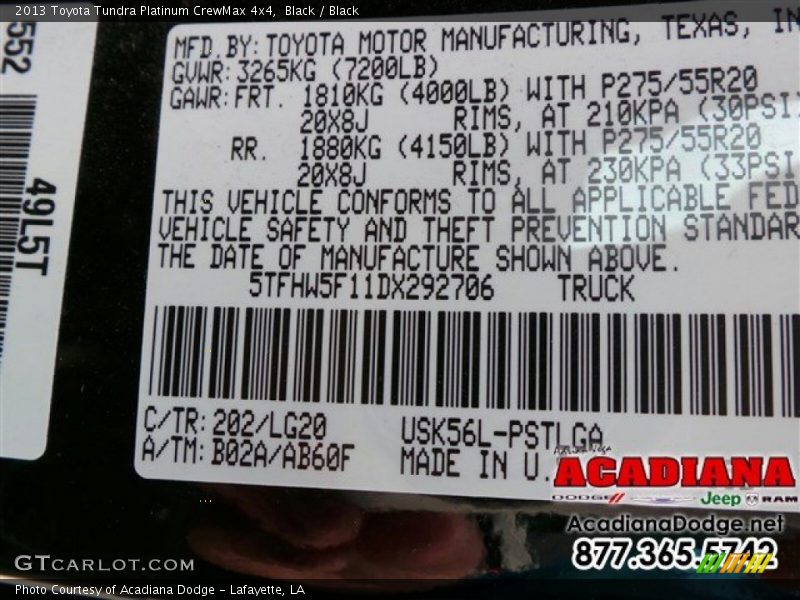 2013 Toyota Tundra Platinum CrewMax 4x4, Black / Black
552
49L5T
MFD.BY:TOYOTA MOTOR MANUFACTURING, TEXAS, IN
GVWR:3265KG (7200LB)
GAWR:FRT. 1810KG (4000LB) WITH P275/55R20
20X8J RIMS, AT 210KPA (30PSI
RR. 1880KG (4150LB) WITH P275/55R20
20X8J RIMS, AT 230KPA (33PSI
THIS VEHICLE CONFORMS TO ALL APPLICABLE FED
VEHICLE SAFETY AND THEFT PREVENTION STANDAR
THE DATE OF MANUFACTURE SHOWN ABOVE.
5TFHW5F11DX292706 TRUCK
C/TR:202/LG20 USK56L-PSTLGA
A/TM:B02A/AB60F MADE IN U.
ACADIANA
DODGE Jeep RAM
AcadianaDodge.net
877.365.5742
GTCARLOT.COM
Photo Courtesy of Acadiana Dodge - Lafayette, LA